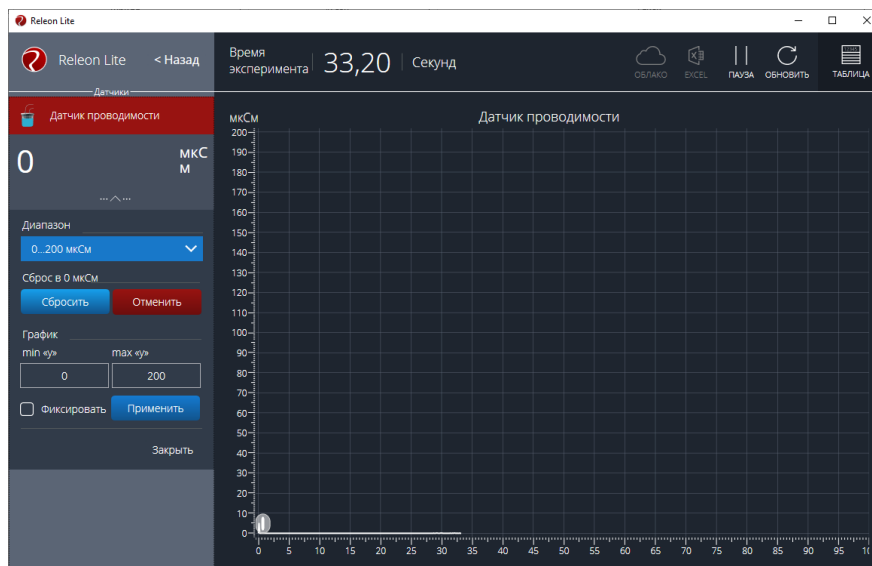 Releon Lite
Releon Lite
< Назад
Датчики
Датчик проводимости
0
мкС
м
Диапазон
0...200 мкСм
Сброс в 0 мкСм
Сбросить
Отменить
График
min «y»
max «y»
0
200
Фиксировать
Применить
Закрыть
Время
эксперимента
33,20
Секунд
ОБЛАКО
EXCEL
ПАУЗА
ОБНОВИТЬ
ТАБЛИЦА
мкСм
Датчик проводимости
200
190
180
170
160
150
140
130
120
110
100
90
80
70
60
50
40
30
20
10
0
0 5 10 15 20 25 30 35 40 45 50 55 60 65 70 75 80 85 90 95 10